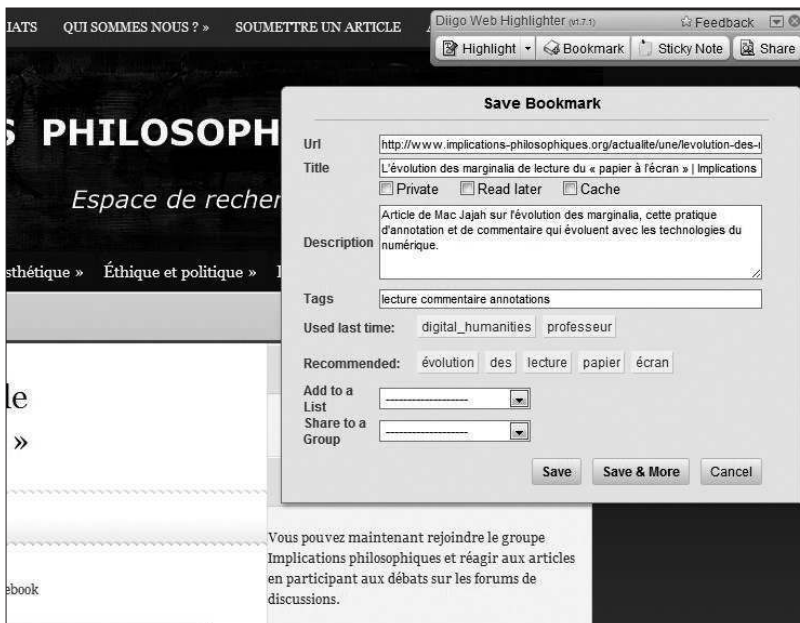 IATS QUI SOMMES NOUS ? » SOUMETTRE UN ARTICLE
Diigo Web Highlighter (v1.7.1) Feedback
Highlight Bookmark Sticky Note Share
S PHILOSOPH
Espace de recher
sthétique » Éthique et politique »
Save Bookmark
Url http://www.implications-philosophiques.org/actualite/une/levolution-des-
Title L'évolution des marginalia de lecture du « papier à l'écran » | Implications
Private Read later Cache
Description Article de Mac Jajah sur l'évolution des marginalia, cette pratique
d'annotation et de commentaire qui évoluent avec les technologies du
numérique.
Tags lecture commentaire annotations
Used last time: digital_humanities professeur
Recommended: évolution des lecture papier écran
Add to a
List --------------------
Share to a
Group --------------------
Save Save & More Cancel
le
»
Vous pouvez maintenant rejoindre le groupe
Implications philosophiques et réagir aux articles
en participant aux débats sur les forums de
discussions.
ebook